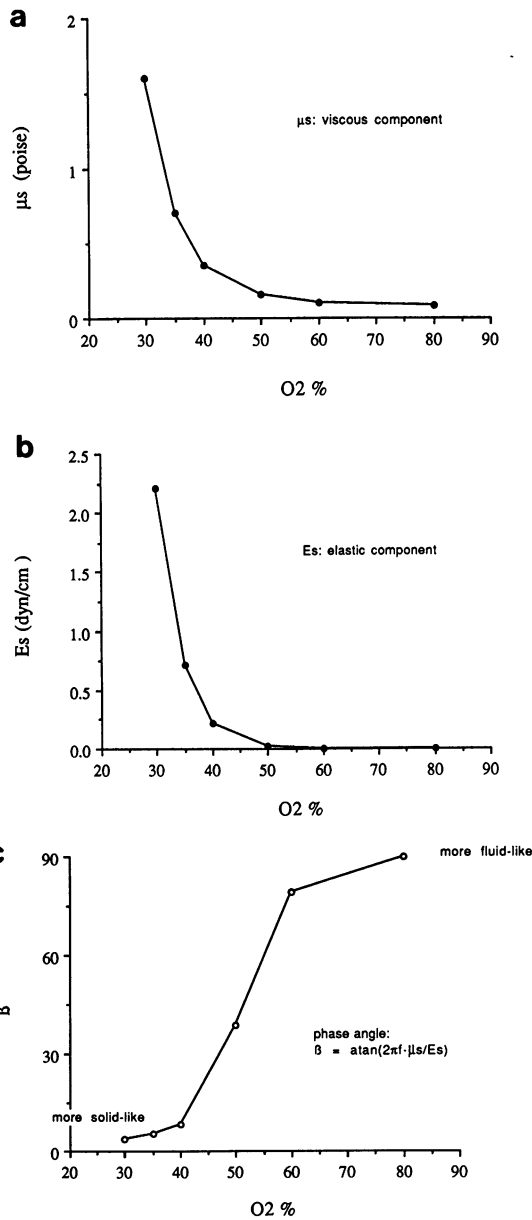 a
2
1
0
µs (poise)
µs: viscous component
20 30 40 50 60 70 80 90
O2 %
b
2.5
2.0
1.5
1.0
0.5
0.0
Es (dyn/cm )
Es: elastic component
20 30 40 50 60 70 80 90
O2 %
90
60
30
0
more fluid-like
phase angle:
ß = atan(2πf·µs/Es)
more solid-like
20 30 40 50 60 70 80 90
O2 %